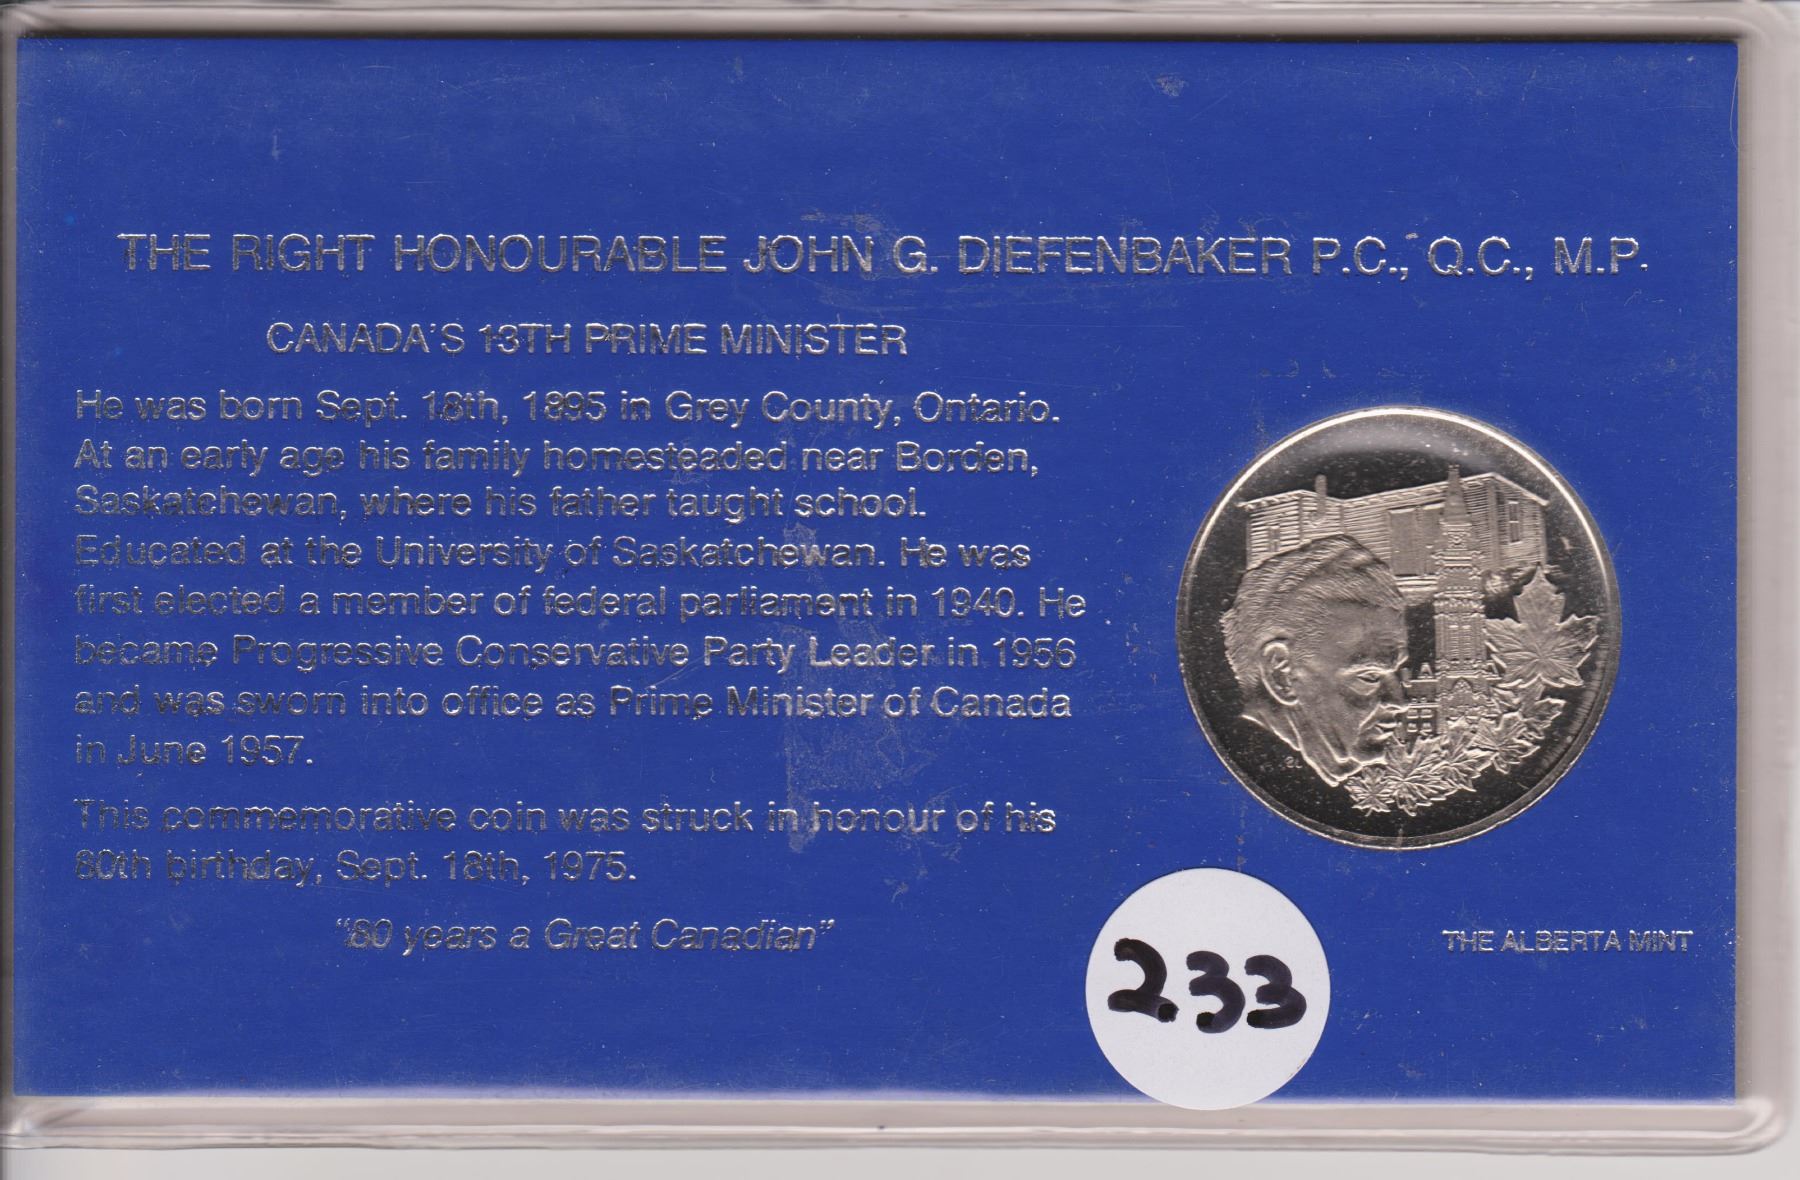 THE RIGHT HONOURABLE JOHN G. DIEFENBAKER P.C., Q.C., M.P.
CANADA'S 13TH PRIME MINISTER
He was born Sept. 18th, 1895 in Grey County, Ontario.
At an early age his family homesteaded near Borden,
Saskatchewan, where his father taught school.
Educated at the University of Saskatchewan. He was
first elected a member of federal parliament in 1940. He
became Progressive Conservative Party Leader in 1956
and was sworn into office as Prime Minister of Canada
in June 1957.
This commemorative coin was struck in honour of his
80th birthday, Sept. 18th, 1975.
"80 years a Great Canadian"
THE ALBERTA MINT
233